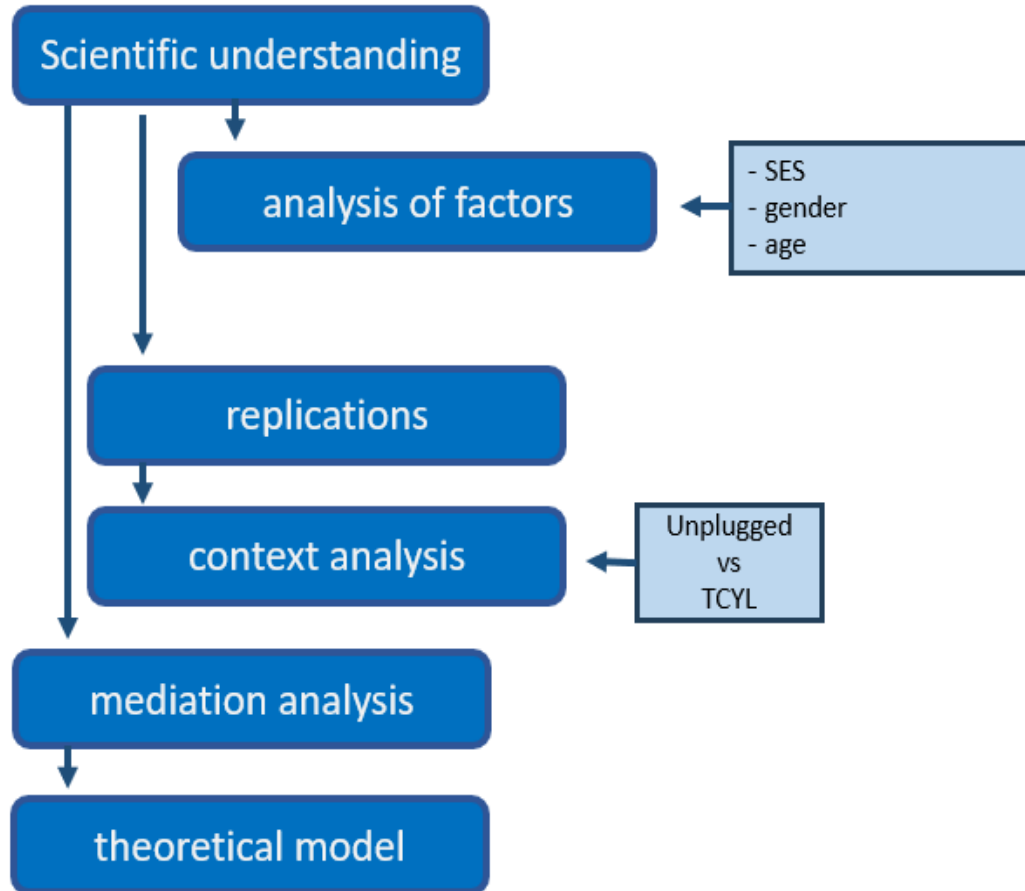 Scientific understanding
analysis of factors
- SES
- gender
- age
replications
context analysis
Unplugged
vs
TCYL
mediation analysis
theoretical model